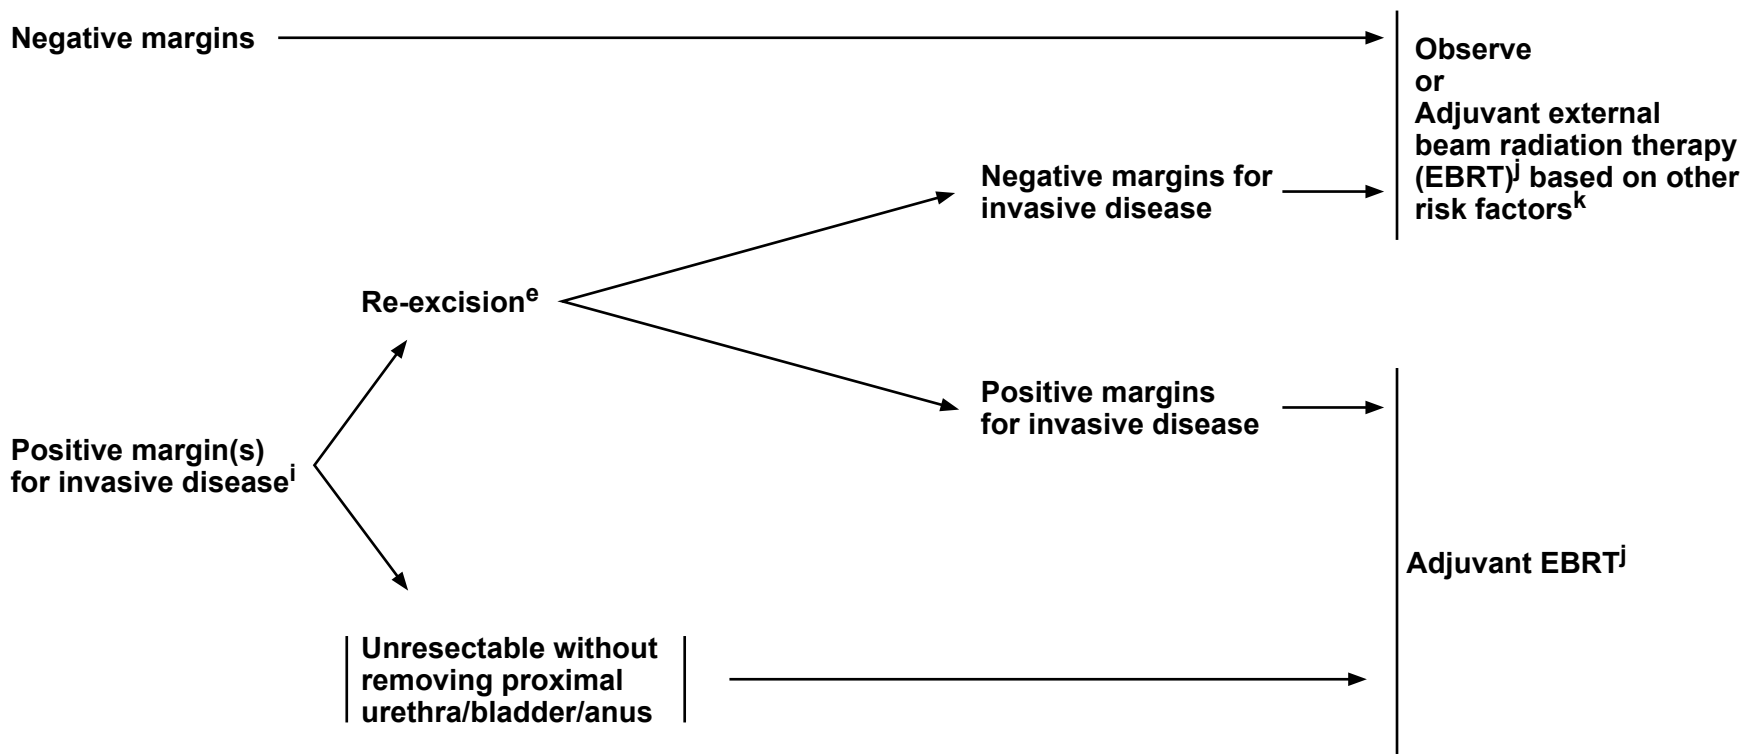 Negative margins
Observe
or
Adjuvant external
beam radiation therapy
(EBRT)j based on other
risk factorsk
Negative margins for
invasive disease
Re-excisione
Positive margins
for invasive disease
Positive margin(s)
for invasive diseasei
Adjuvant EBRTj
Unresectable without
removing proximal
urethra/bladder/anus